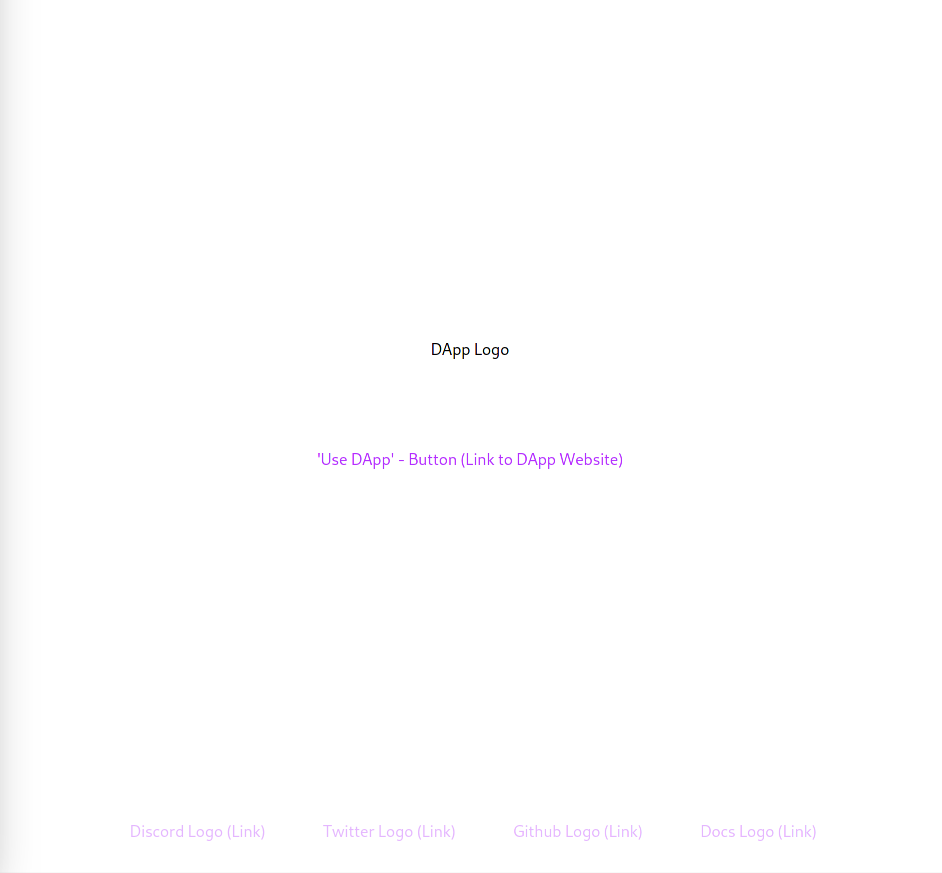 DApp Logo
'Use DApp' - Button (Link to DApp Website)
Discord Logo (Link) Twitter Logo (Link) Github Logo (Link) Docs Logo (Link)